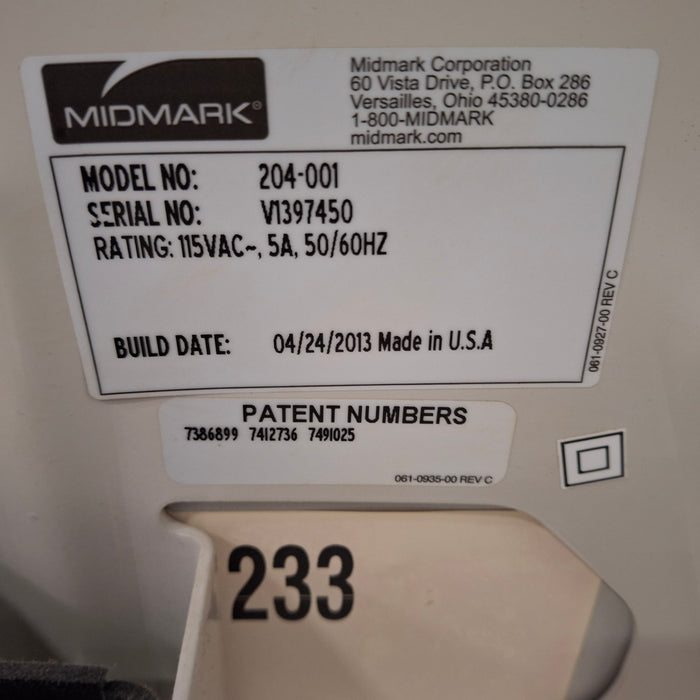 MIDMARK®
Midmark Corporation
60 Vista Drive, P.O. Box 286
Versailles, Ohio 45380-0286
1-800-MIDMARK
midmark.com
MODEL NO: 204-001
SERIAL NO: V1397450
RATING: 115VAC~, 5A, 50/60HZ
BUILD DATE: 04/24/2013 Made in U.S.A
061-0927-00 REV C
PATENT NUMBERS
7386899 7412736 7491025
061-0935-00 REV C
233